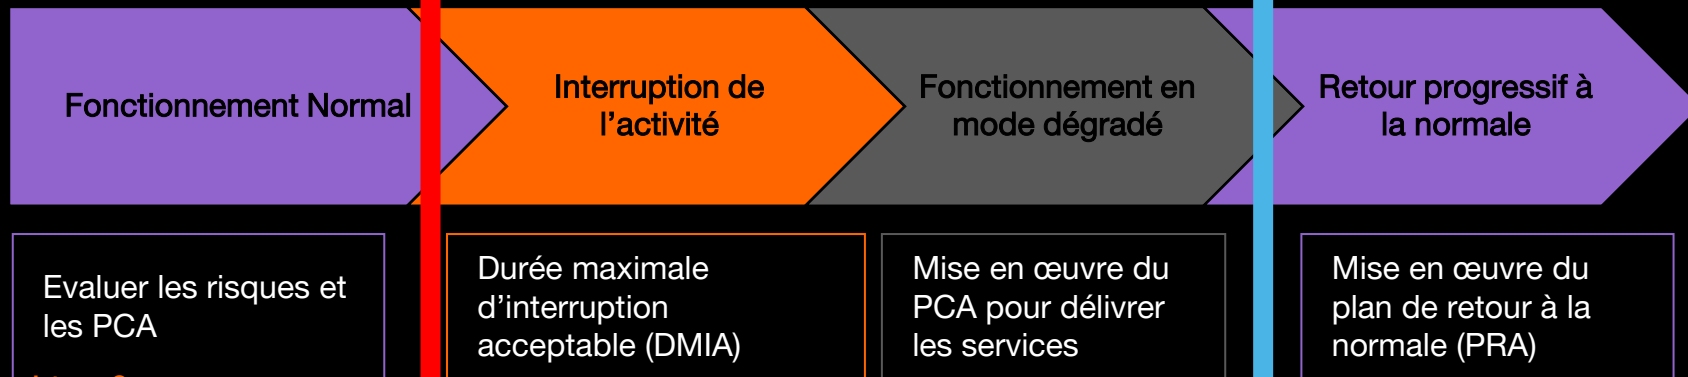 Fonctionnement Normal
Interruption de
l’activité
Fonctionnement en
mode dégradé
Retour progressif à
la normale
Evaluer les risques et
les PCA
Durée maximale
d’interruption
acceptable (DMIA)
Mise en œuvre du
PCA pour délivrer
les services
Mise en œuvre du
plan de retour à la
normale (PRA)